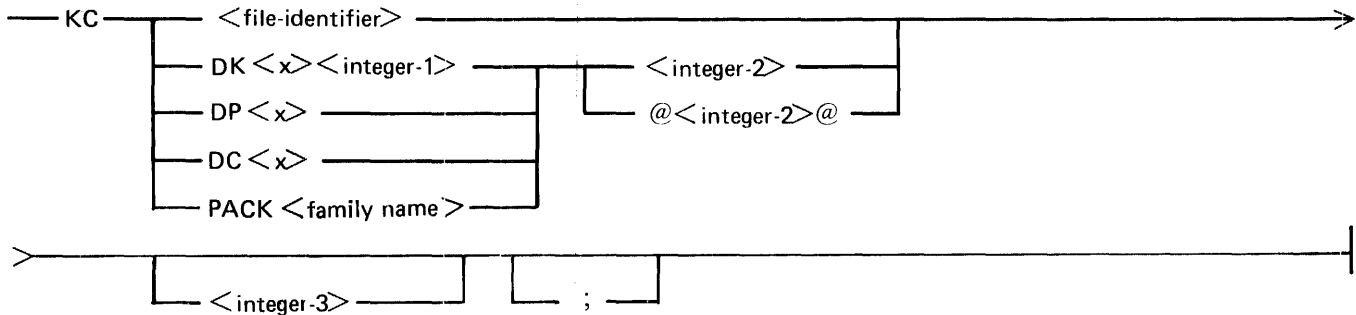 KC <file-identifier>
DK <x> <integer-1> <integer-2>
DP <x> @<integer-2>@
DC <x>
PACK <family name>
<integer-3> ;